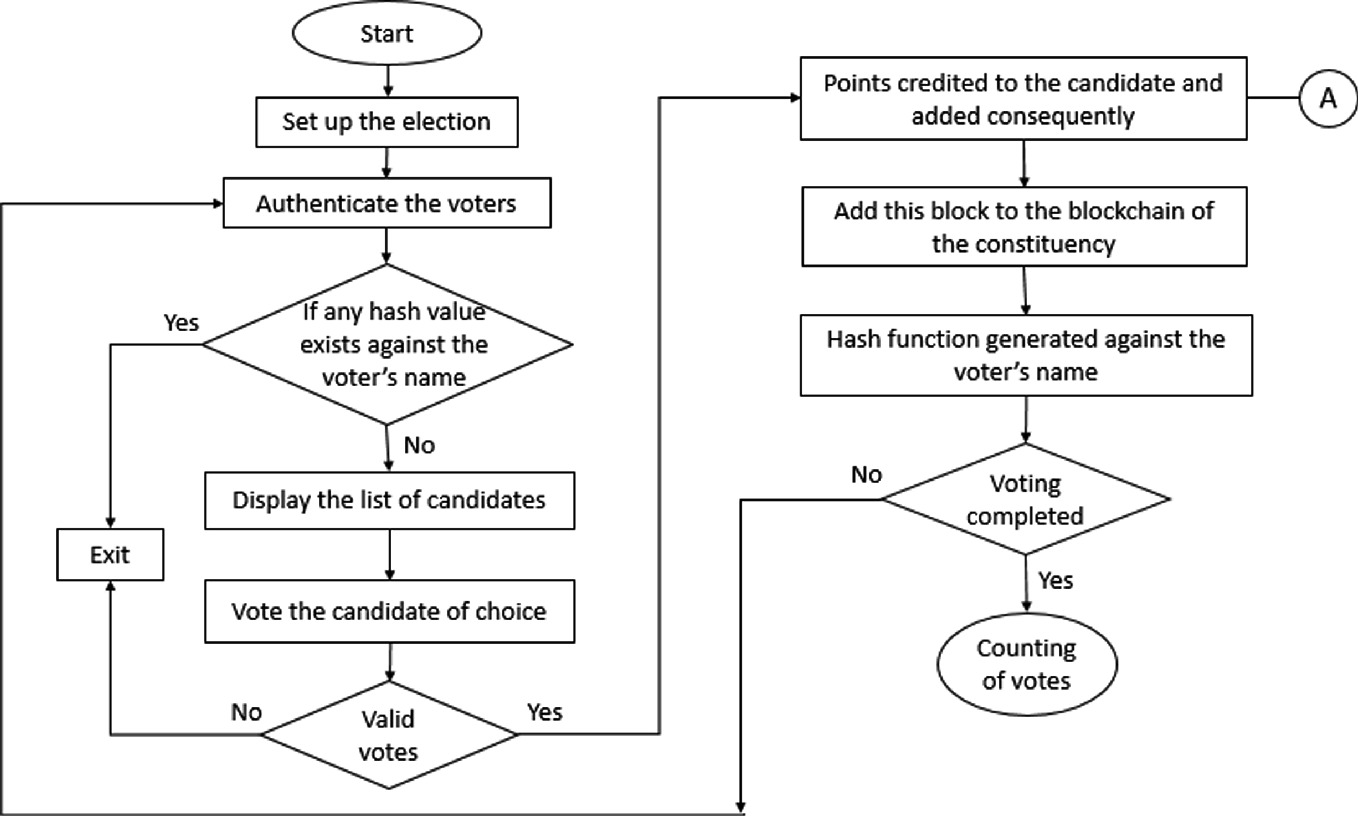 Start
Set up the election
Authenticate the voters
If any hash value
exists against the
voter's name
Yes
No
Display the list of candidates
Exit
Vote the candidate of choice
Valid
votes
No
Yes
Points credited to the candidate and
added consequently
A
Add this block to the blockchain of
the constituency
Hash function generated against the
voter's name
Voting
completed
No
Yes
Counting
of votes